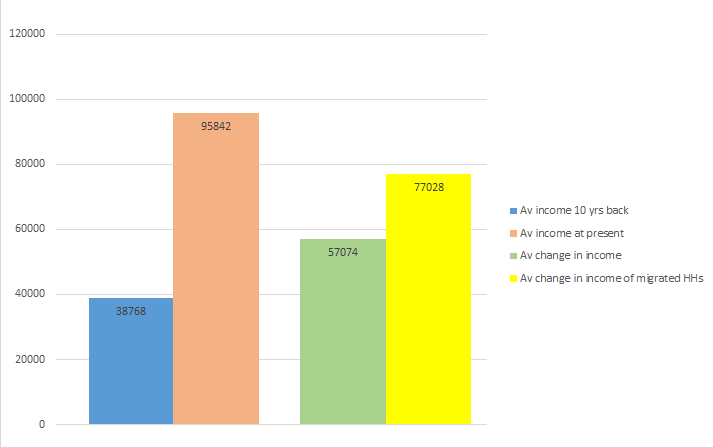 120000
100000
80000
60000
40000
20000
0
38768
95842
57074
77028
Av income 10 yrs back
Av income at present
Av change in income
Av change in income of migrated HHs